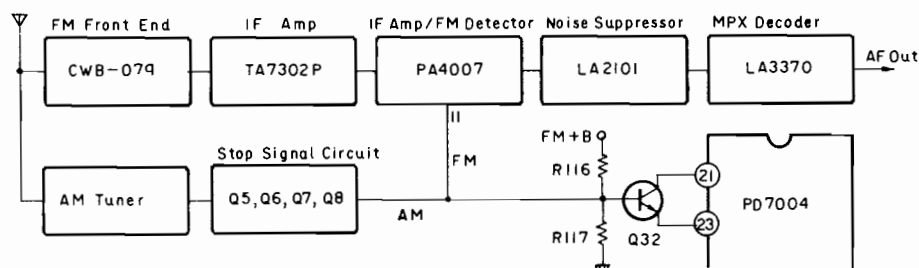 FM Front End
IF Amp
IF Amp/FM Detector
Noise Suppressor
MPX Decoder
CWB-079
TA7302P
PA4007
LA2101
LA3370
AF Out
11
FM
Stop Signal Circuit
AM Tuner
Q5, Q6, Q7, Q8
AM
FM+B
R116
R117
Q32
21
23
PD7004